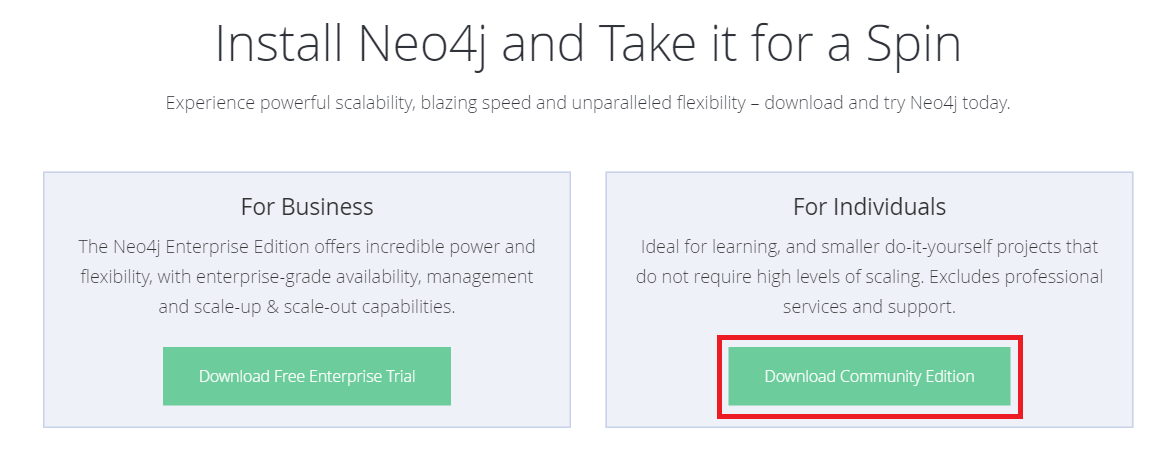 Install Neo4j and Take it for a Spin
Experience powerful scalability, blazing speed and unparalleled flexibility – download and try Neo4j today.
For Business
The Neo4j Enterprise Edition offers incredible power and
flexibility, with enterprise-grade availability, management
and scale-up & scale-out capabilities.
Download Free Enterprise Trial
For Individuals
Ideal for learning, and smaller do-it-yourself projects that
do not require high levels of scaling. Excludes professional
services and support.
Download Community Edition